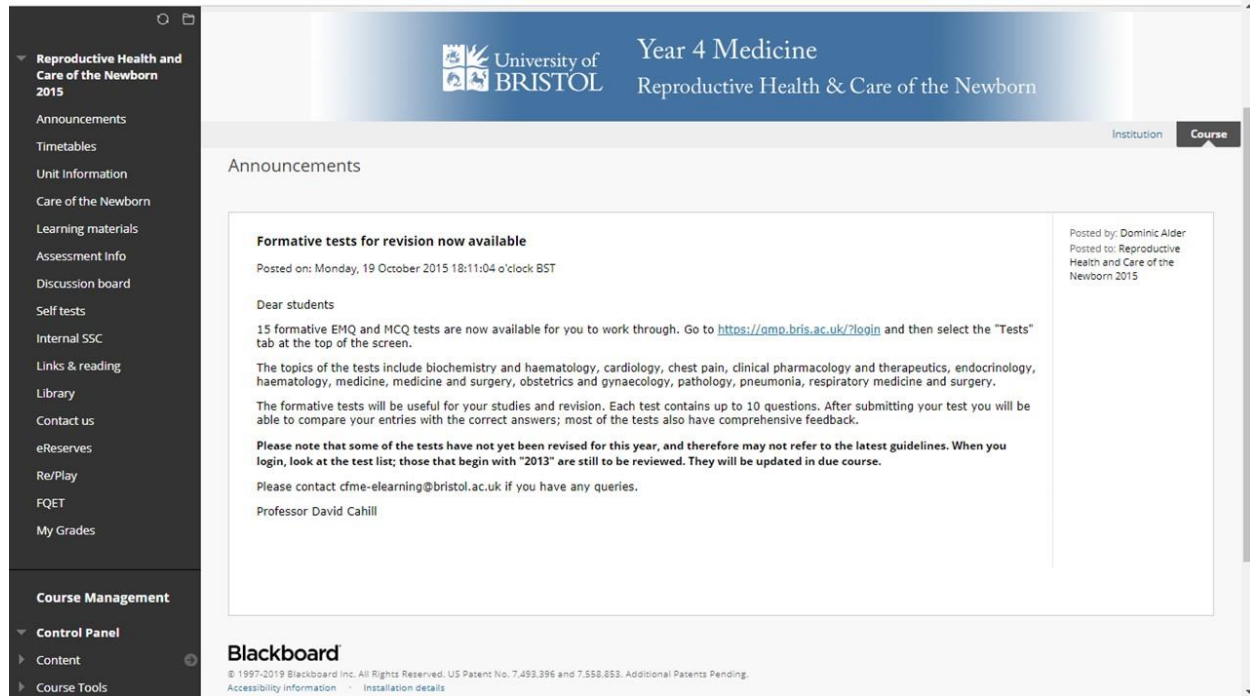 Reproductive Health and
Care of the Newborn
2015
Announcements
Timetables
Unit Information
Care of the Newborn
Learning materials
Assessment Info
Discussion board
Self tests
Internal SSC
Links & reading
Library
Contact us
eReserves
Re/Play
FQET
My Grades
Course Management
Control Panel
Content
Course Tools
University of
BRISTOL
Year 4 Medicine
Reproductive Health & Care of the Newborn
Institution
Course
Announcements
Formative tests for revision now available
Posted on: Monday, 19 October 2015 18:11:04 o'clock BST
Dear students
15 formative EMQ and MCQ tests are now available for you to work through. Go to https://qmp.bris.ac.uk/?login and then select the "Tests"
tab at the top of the screen.
The topics of the tests include biochemistry and haematology, cardiology, chest pain, clinical pharmacology and therapeutics, endocrinology,
haematology, medicine, medicine and surgery, obstetrics and gynaecology, pathology, pneumonia, respiratory medicine and surgery.
The formative tests will be useful for your studies and revision. Each test contains up to 10 questions. After submitting your test you will be
able to compare your entries with the correct answers; most of the tests also have comprehensive feedback.
Please note that some of the tests have not yet been revised for this year, and therefore may not refer to the latest guidelines. When you
login, look at the test list; those that begin with "2013" are still to be reviewed. They will be updated in due course.
Please contact cfme-elearning@bristol.ac.uk if you have any queries.
Professor David Cahill
Posted by: Dominic Alder
Posted to: Reproductive
Health and Care of the
Newborn 2015
Blackboard
© 1997-2019 Blackboard Inc. All Rights Reserved. US Patent No. 7,493,396 and 7,558,853. Additional Patents Pending.
Accessibility information · Installation details